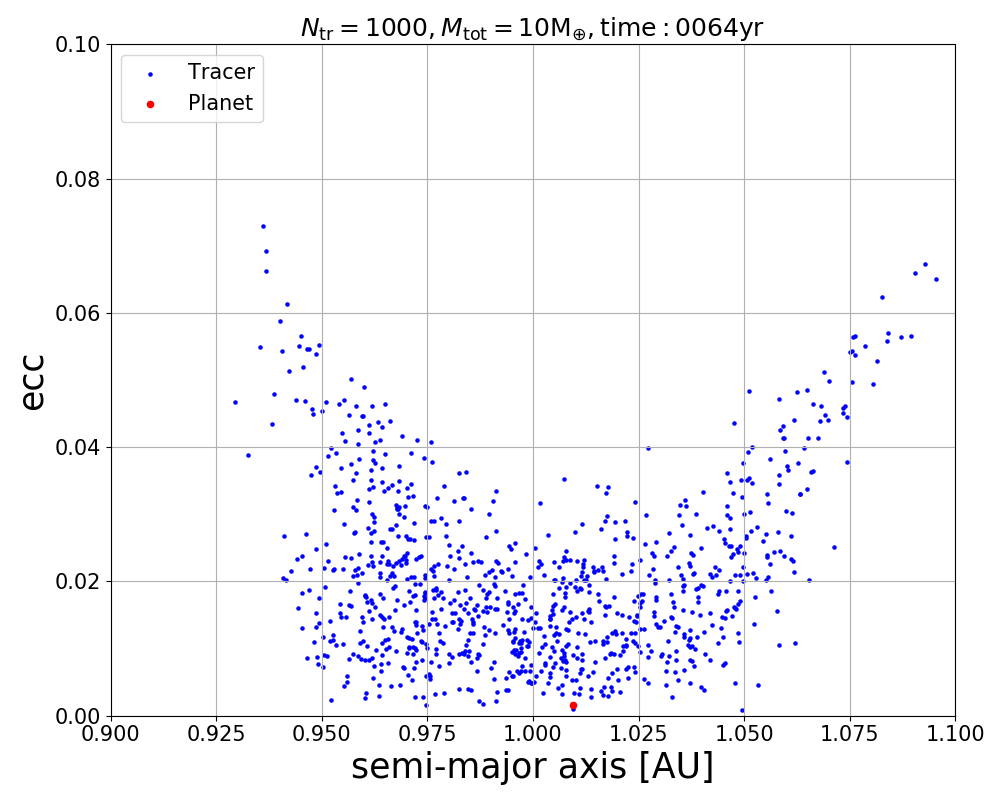 N_tr = 1000, M_tot = 10M_⊕, time : 0064yr
Tracer
Planet
0.10
0.08
0.06
0.04
0.02
0.00
ecc
0.900 0.925 0.950 0.975 1.000 1.025 1.050 1.075 1.100
semi-major axis [AU]